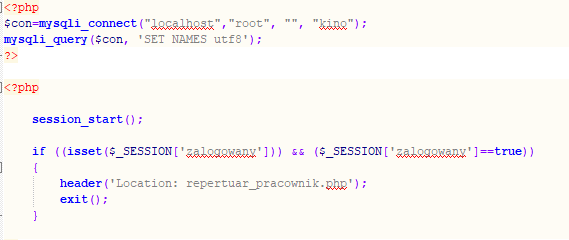 <?php
$con=mysqli_connect("localhost","root", "", "kino");
mysqli_query($con, 'SET NAMES utf8');
?>
<?php
session_start();
if ((isset($_SESSION['zalogowany'])) && ($_SESSION['zalogowany']==true))
{
header('Location: repertuar_pracownik.php');
exit();
}